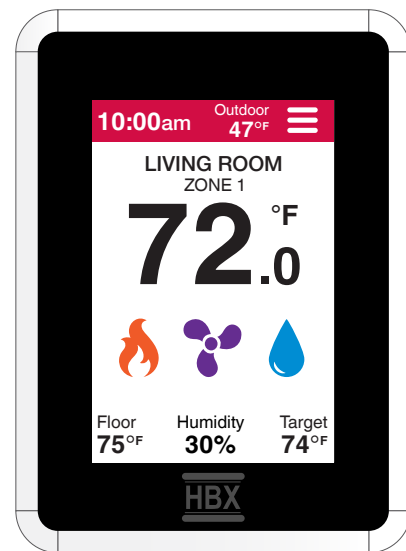 10:00am
Outdoor
47°F
LIVING ROOM
ZONE 1
72.0 °F
Floor Humidity Target
75°F 30% 74°F
HBX